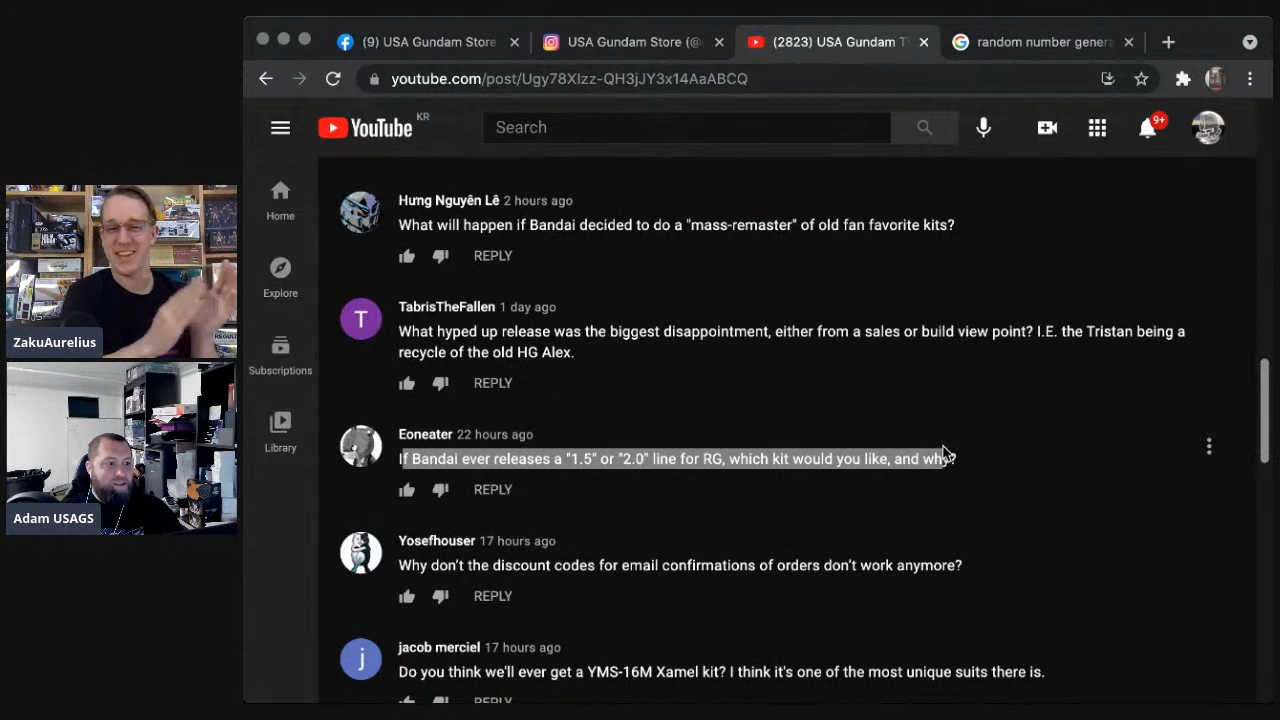 (9) USA Gundam Store
USA Gundam Store (@
(2823) USA Gundam T
random number genera
youtube.com/post/Ugy78XIzz-QH3jJY3x14AaABCQ
YouTube KR
Search
9+
Home
Explore
Subscriptions
Library
Hưng Nguyên Lê 2 hours ago
What will happen if Bandai decided to do a "mass-remaster" of old fan favorite kits?
REPLY
T
TabrisTheFallen 1 day ago
What hyped up release was the biggest disappointment, either from a sales or build view point? I.E. the Tristan being a
recycle of the old HG Alex.
REPLY
Eoneater 22 hours ago
If Bandai ever releases a "1.5" or "2.0" line for RG, which kit would you like, and why?
REPLY
Yosefhouser 17 hours ago
Why don't the discount codes for email confirmations of orders don't work anymore?
REPLY
j
jacob merciel 17 hours ago
Do you think we'll ever get a YMS-16M Xamel kit? I think it's one of the most unique suits there is.
REPLY
ZakuAurelius
Adam USAGS